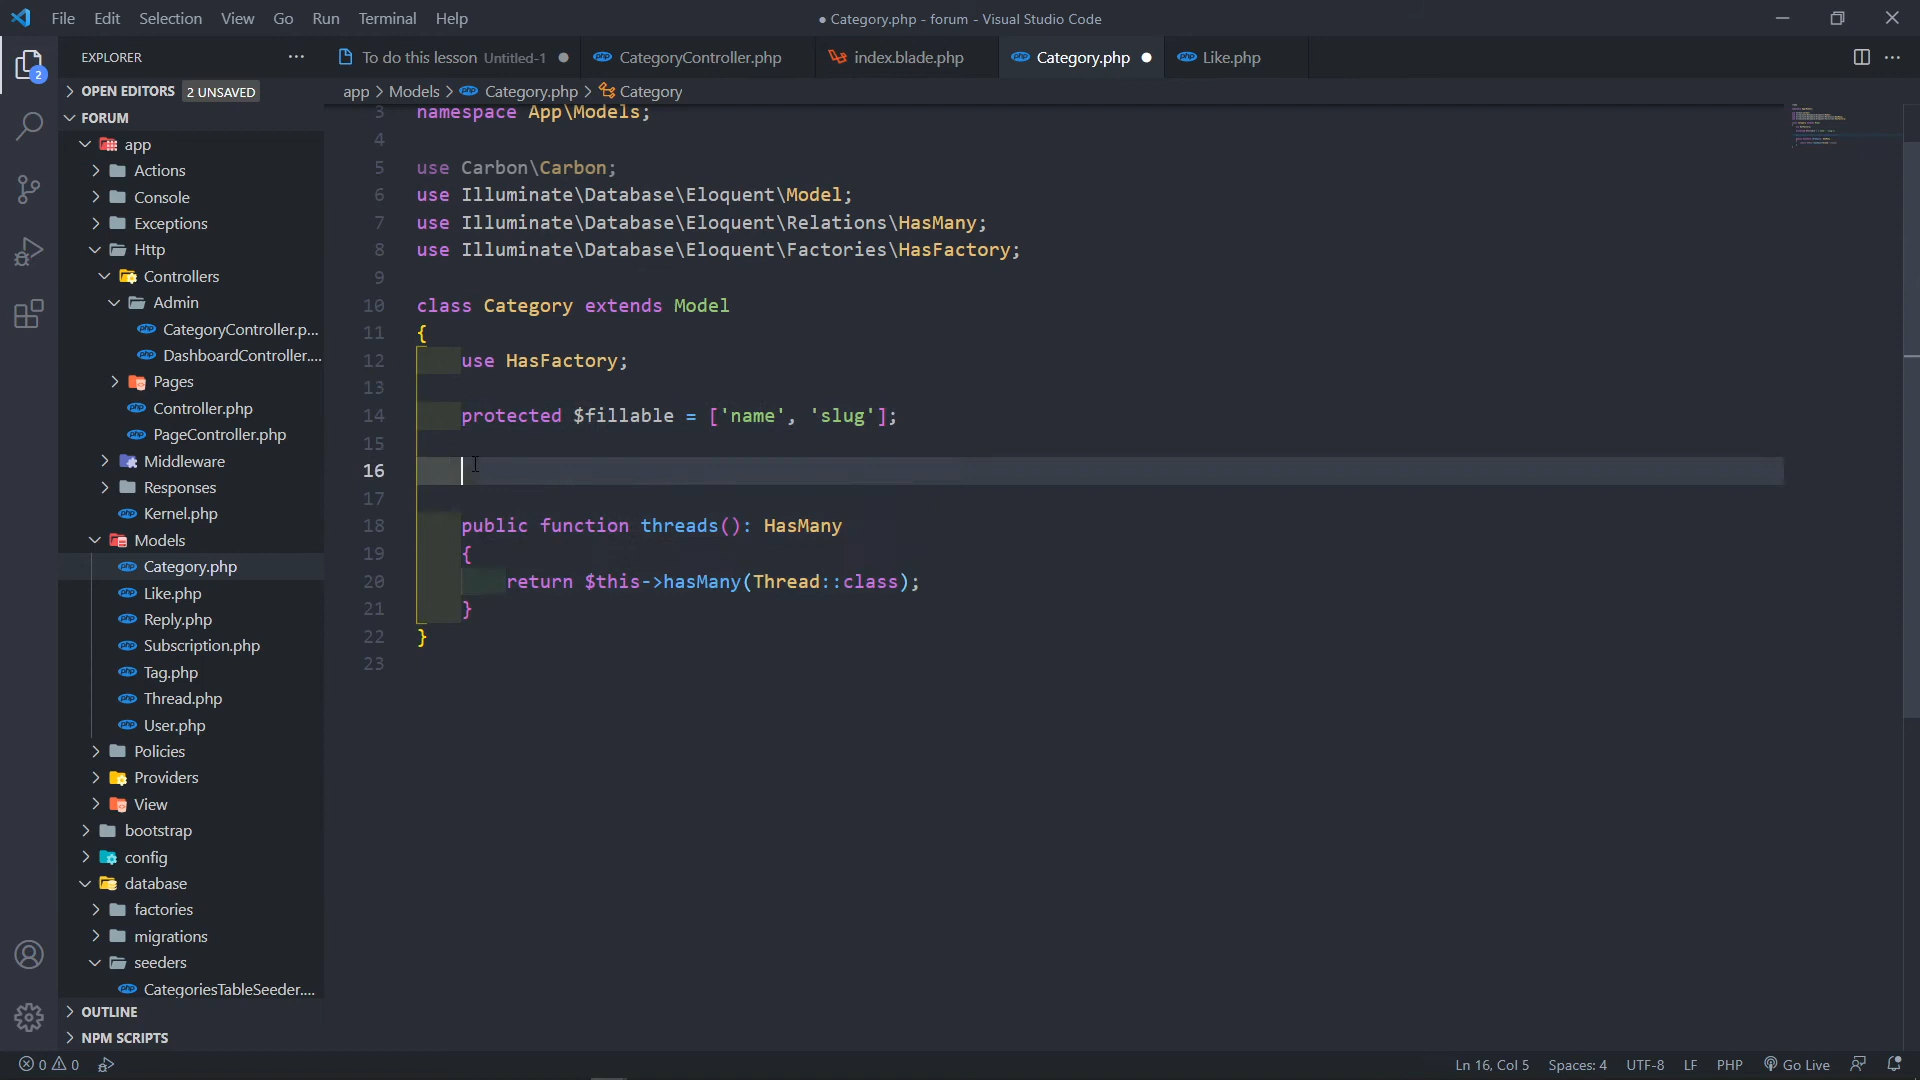 File Edit Selection View Go Run Terminal Help
● Category.php - forum - Visual Studio Code
EXPLORER
To do this lesson Untitled-1
CategoryController.php
index.blade.php
Category.php
Like.php
OPEN EDITORS 2 UNSAVED
app > Models > Category.php > Category
FORUM
app
Actions
Console
Exceptions
Http
Controllers
Admin
CategoryController.p...
DashboardController....
Pages
Controller.php
PageController.php
Middleware
Responses
Kernel.php
Models
Category.php
Like.php
Reply.php
Subscription.php
Tag.php
Thread.php
User.php
Policies
Providers
View
bootstrap
config
database
factories
migrations
seeders
CategoriesTableSeeder....
OUTLINE
NPM SCRIPTS
2
3 namespace App\Models;
4
5 use Carbon\Carbon;
6 use Illuminate\Database\Eloquent\Model;
7 use Illuminate\Database\Eloquent\Relations\HasMany;
8 use Illuminate\Database\Eloquent\Factories\HasFactory;
9
10 class Category extends Model
11 {
12 use HasFactory;
13
14 protected $fillable = ['name', 'slug'];
15
16
17
18 public function threads(): HasMany
19 {
20 return $this->hasMany(Thread::class);
21 }
22 }
23
0 0
Ln 16, Col 5 Spaces: 4 UTF-8 LF PHP Go Live